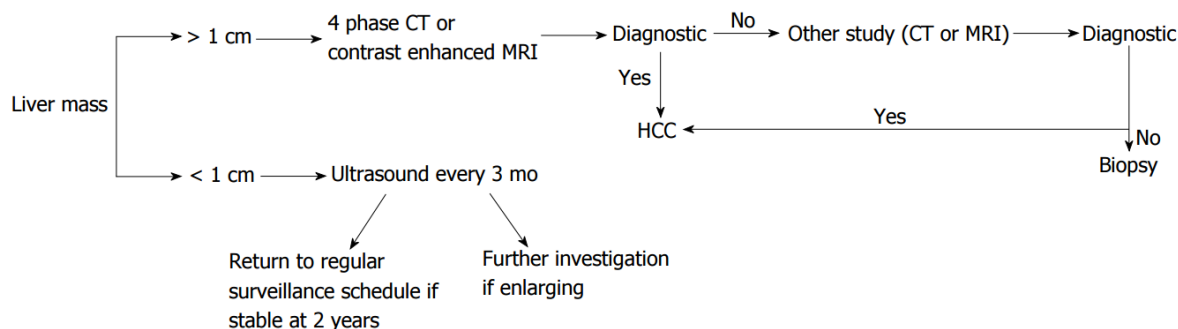 Liver mass
> 1 cm
4 phase CT or
contrast enhanced MRI
Diagnostic
No
Other study (CT or MRI)
Diagnostic
Yes
HCC
Yes
No
Biopsy
< 1 cm
Ultrasound every 3 mo
Return to regular
surveillance schedule if
stable at 2 years
Further investigation
if enlarging